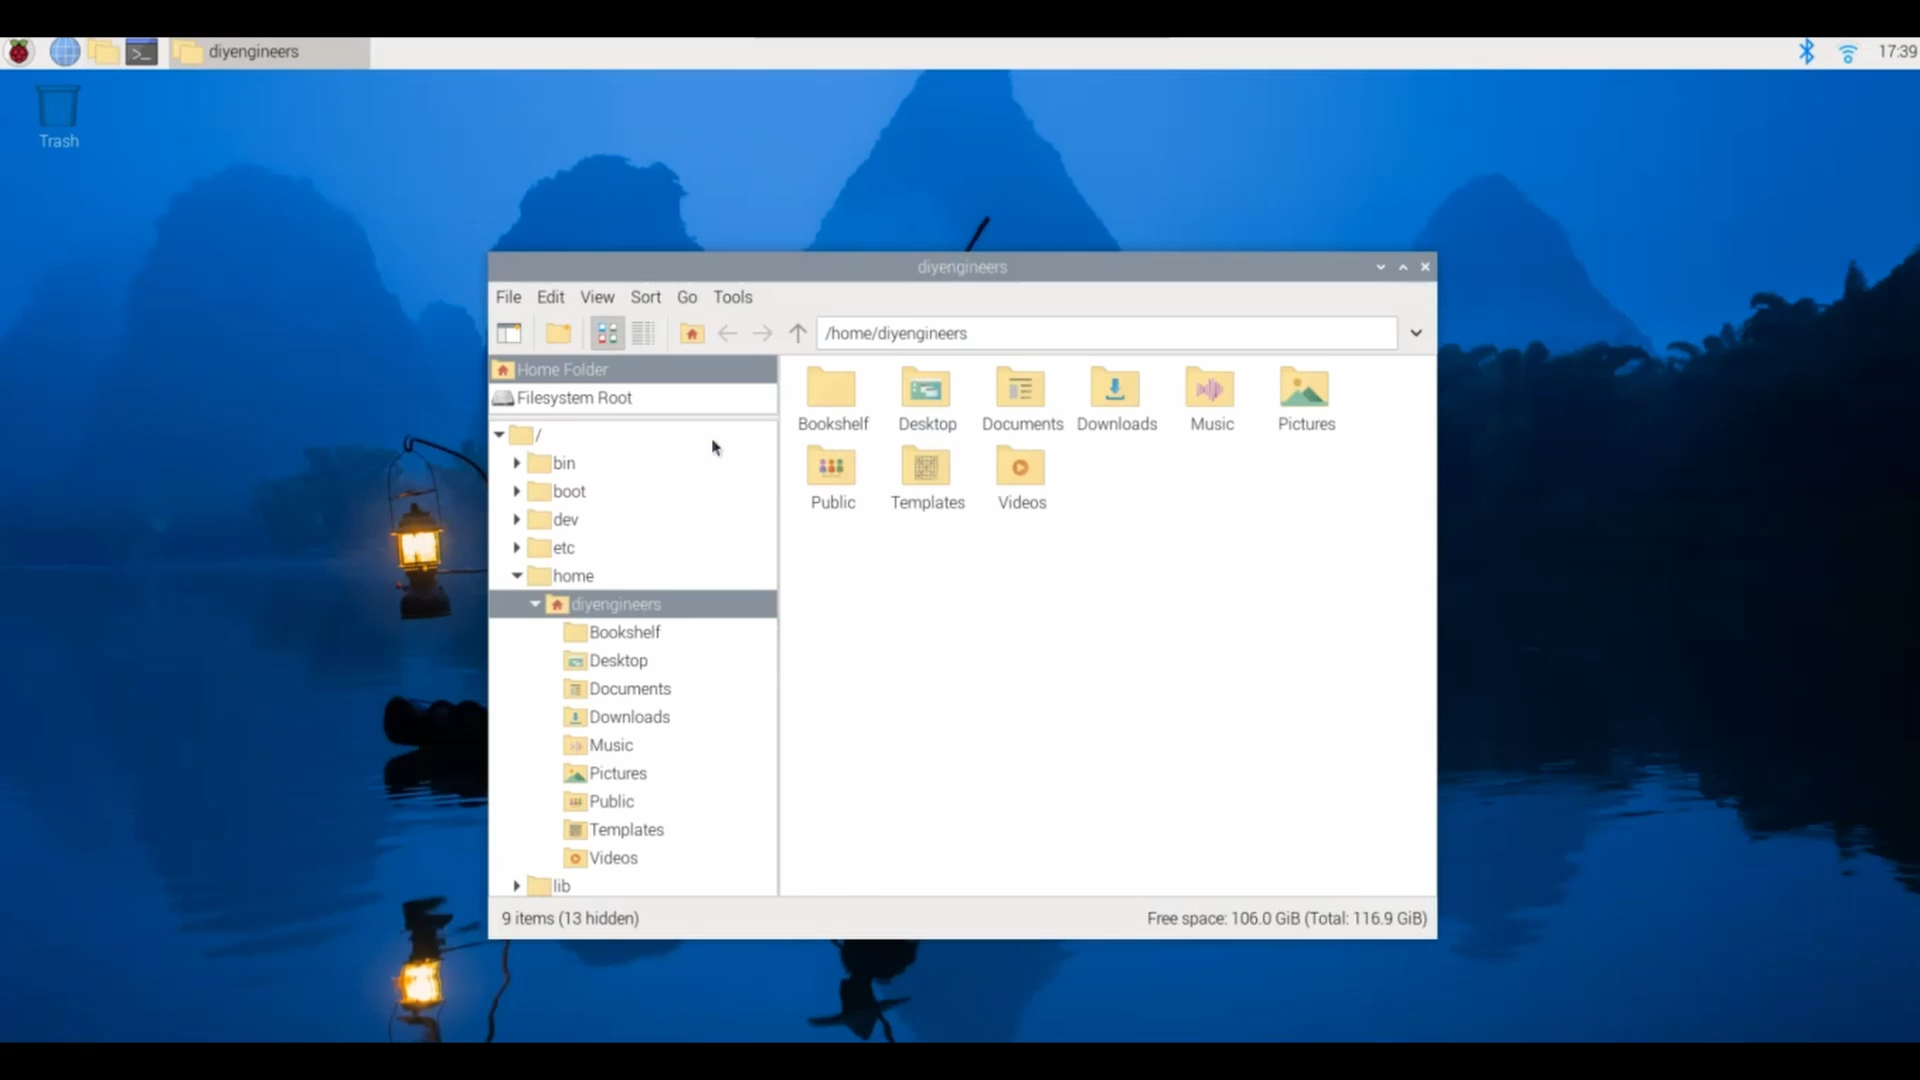 diyengineers
17:39
Trash
diyengineers
File Edit View Sort Go Tools
/home/diyengineers
Home Folder
Filesystem Root
/
bin
boot
dev
etc
home
diyengineers
Bookshelf
Desktop
Documents
Downloads
Music
Pictures
Public
Templates
Videos
lib
Bookshelf Desktop Documents Downloads Music Pictures
Public Templates Videos
9 items (13 hidden)
Free space: 106.0 GiB (Total: 116.9 GiB)